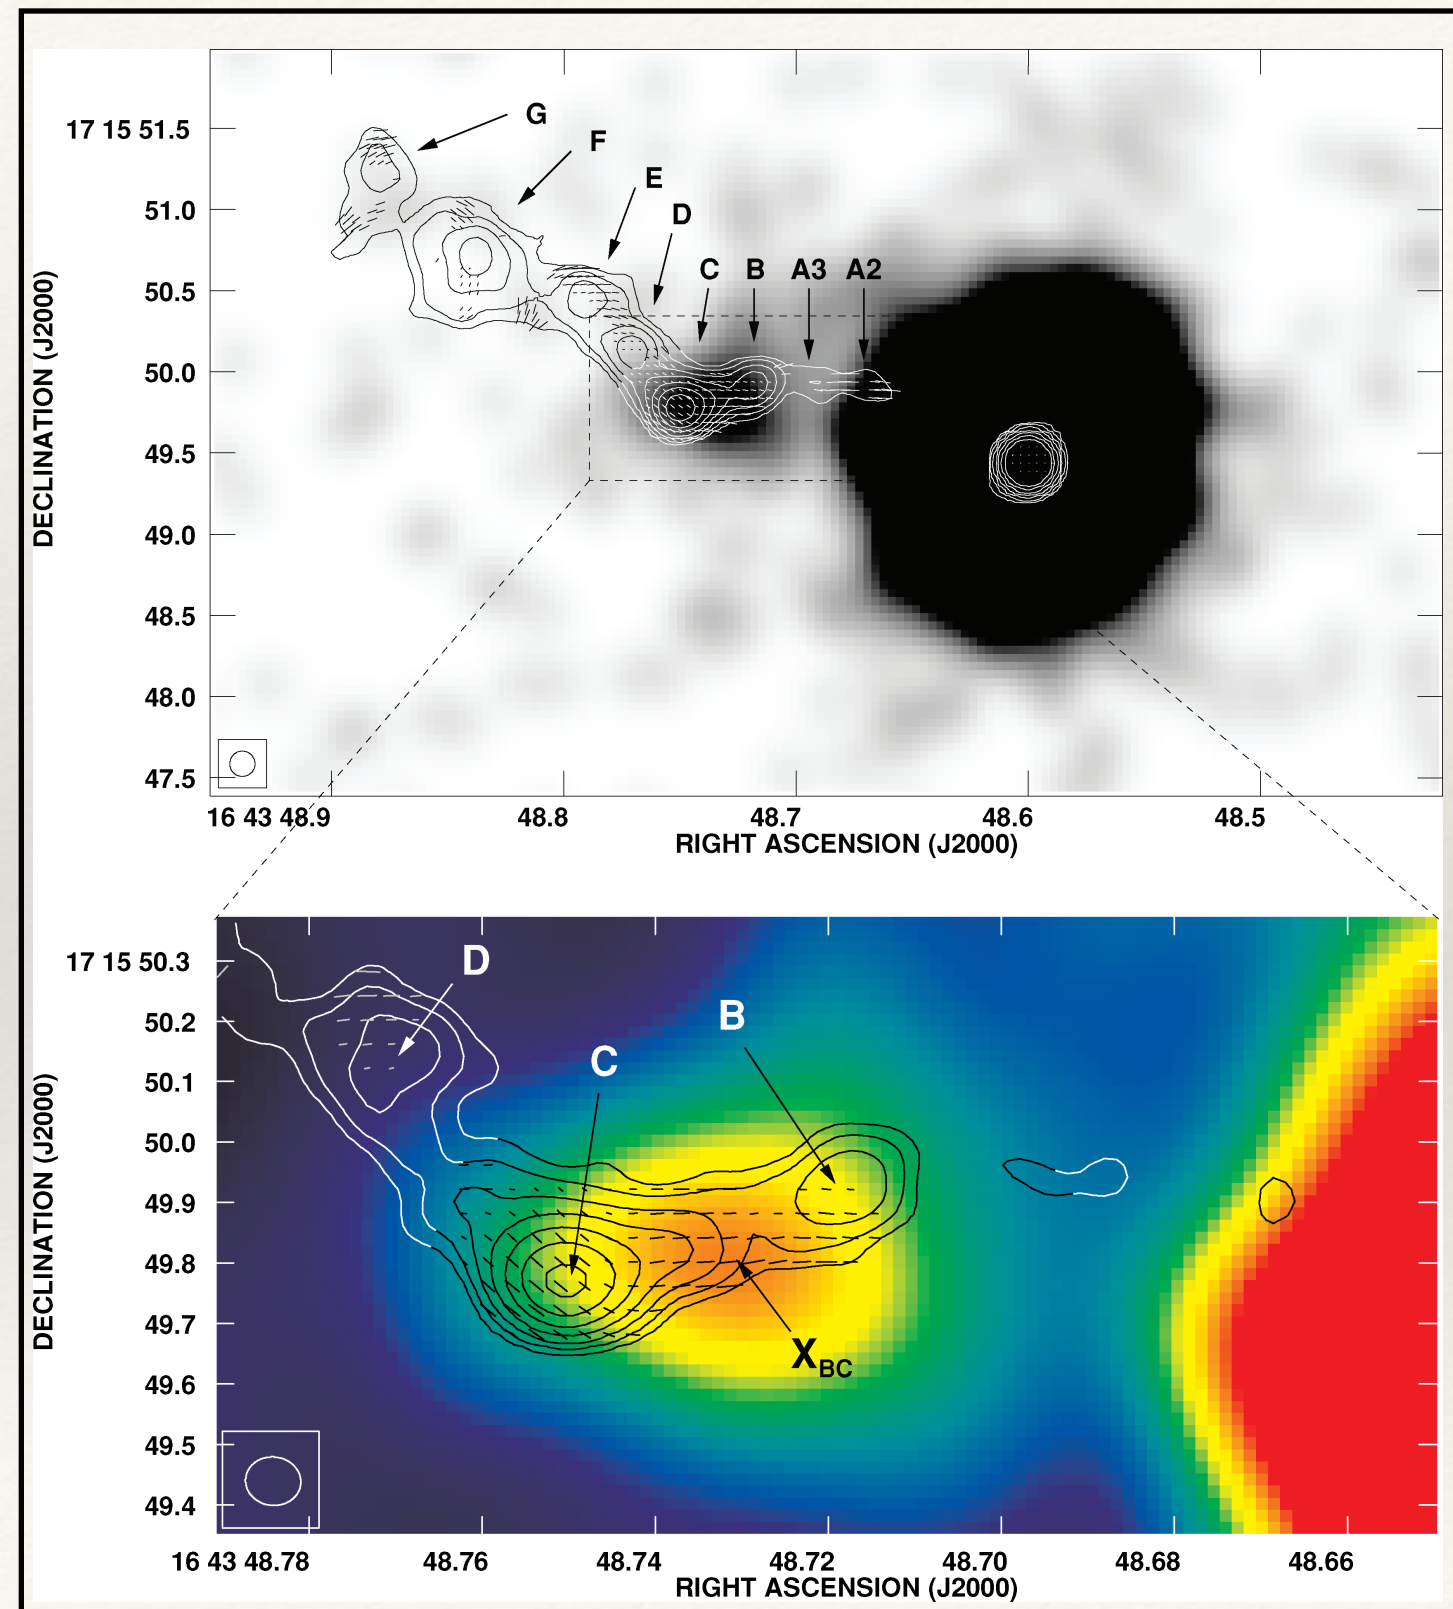 G
F
E
D
C B A3 A2
17 15 51.5
51.0
50.5
50.0
49.5
49.0
48.5
48.0
47.5
DECLINATION (J2000)
16 43 48.9 48.8 48.7 48.6 48.5
RIGHT ASCENSION (J2000)
D
B
C
X_BC
17 15 50.3
50.2
50.1
50.0
49.9
49.8
49.7
49.6
49.5
49.4
DECLINATION (J2000)
16 43 48.78 48.76 48.74 48.72 48.70 48.68 48.66
RIGHT ASCENSION (J2000)